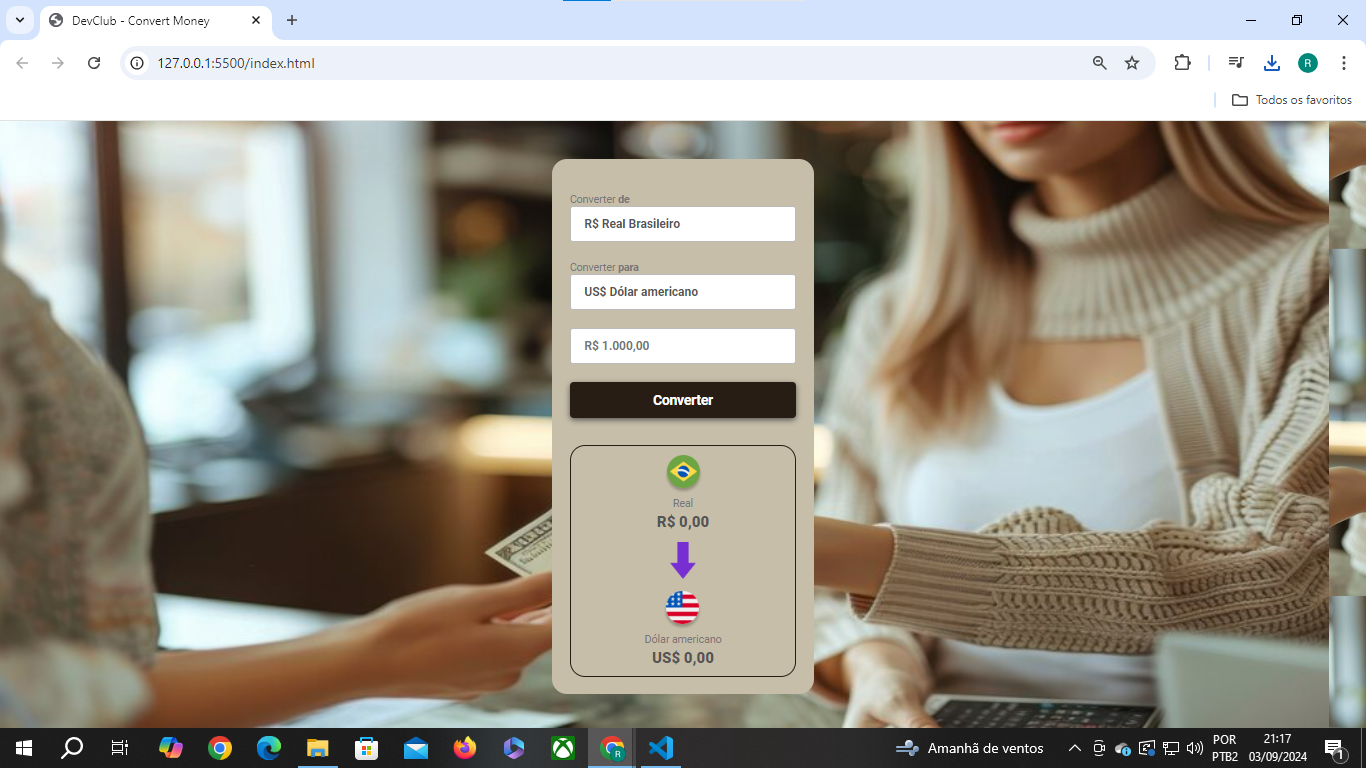 DevClub - Convert Money
127.0.0.1:5500/index.html
R
Todos os favoritos
Converter de
R$ Real Brasileiro
Converter para
US$ Dólar americano
R$ 1.000,00
Converter
Real
R$ 0,00
Dólar americano
US$ 0,00
R
Amanhã de ventos
POR
PTB2
21:17
03/09/2024
1